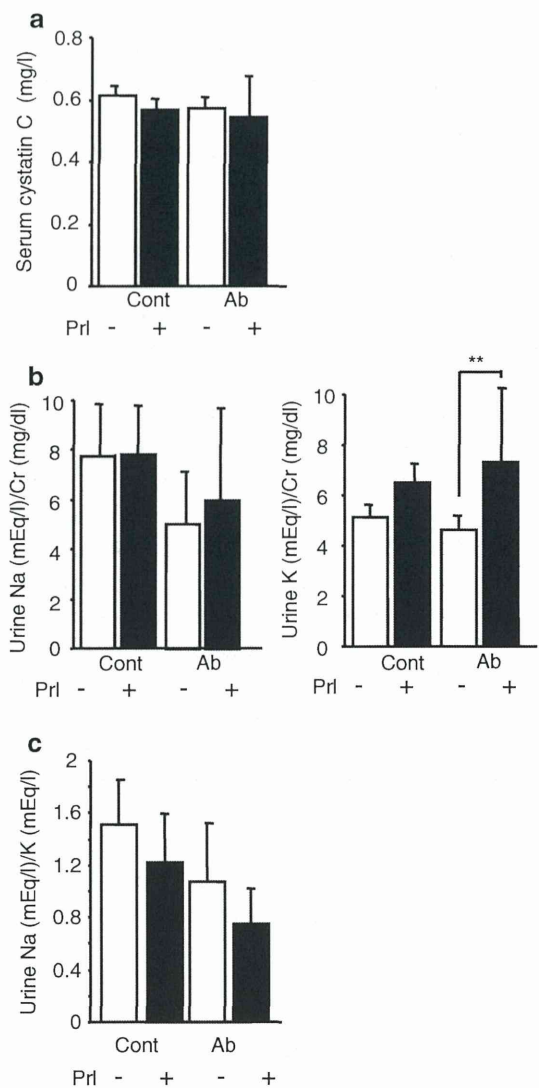 a
Serum cystatin C (mg/l)
0.8
0.6
0.4
0.2
0
Cont Ab
Prl - + - +
b
Urine Na (mEq/l)/Cr (mg/dl)
10
8
6
4
2
0
Cont Ab
Prl - + - +
Urine K (mEq/l)/Cr (mg/dl)
10
8
6
4
2
0
**
Cont Ab
Prl - + - +
c
Urine Na (mEq/l)/K (mEq/l)
2
1.6
1.2
0.8
0.4
0
Cont Ab
Prl - + - +